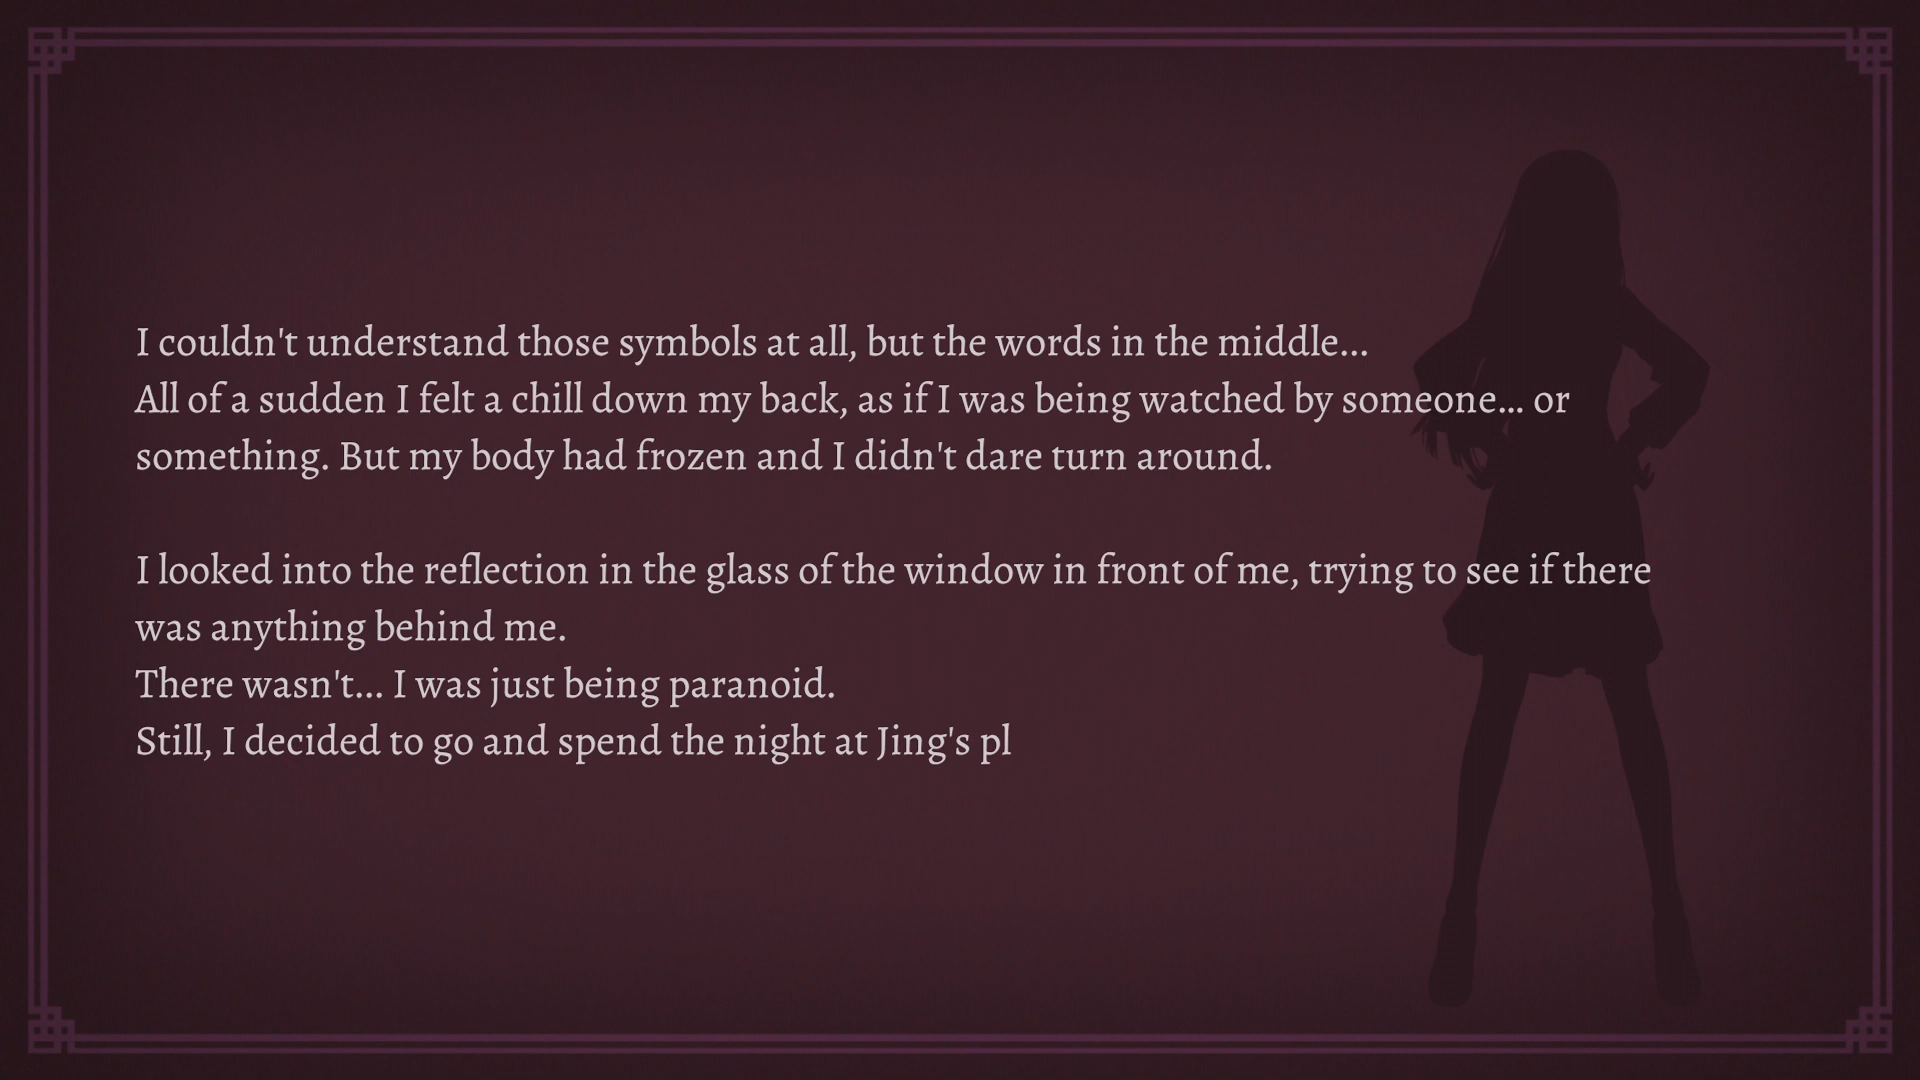 I couldn't understand those symbols at all, but the words in the middle...
All of a sudden I felt a chill down my back, as if I was being watched by someone... or
something. But my body had frozen and I didn't dare turn around.
I looked into the reflection in the glass of the window in front of me, trying to see if there
was anything behind me.
There wasn't... I was just being paranoid.
Still, I decided to go and spend the night at Jing's pl